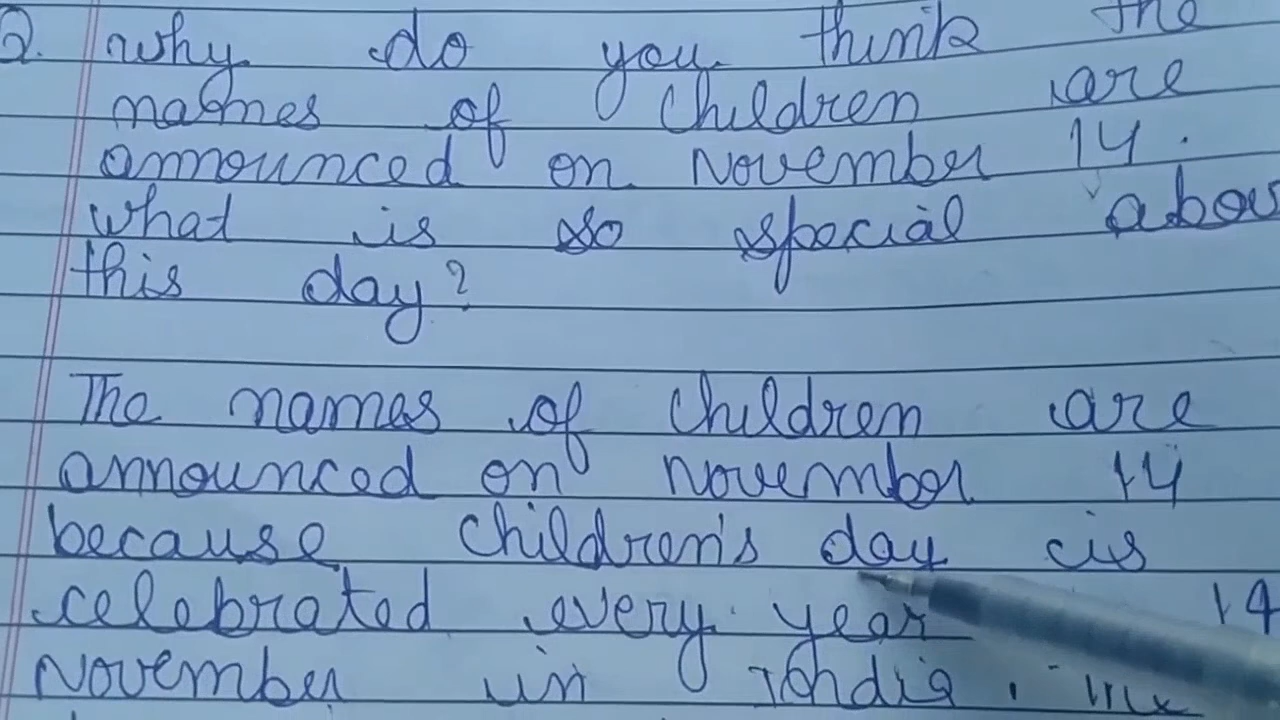 Q. why do you think the
names of children are
announced on November 14.
what is so special abou
this day?
The names of children are
announced on November 14
because children's day is
celebrated every year 14
November in India.